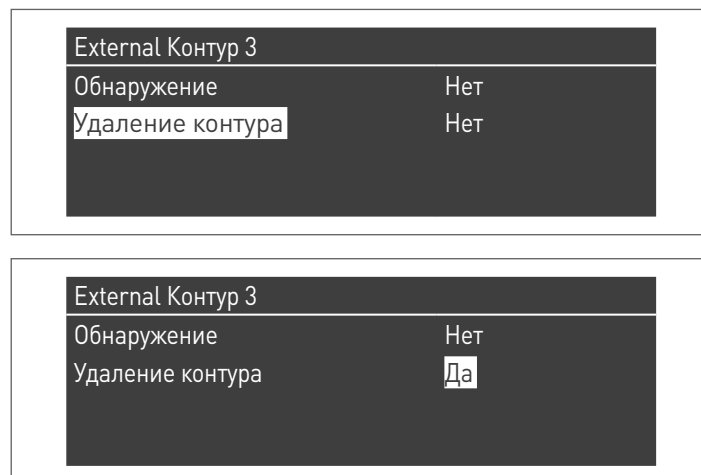 External Контур 3
Обнаружение Нет
Удаление контура Нет
External Контур 3
Обнаружение Нет
Удаление контура Да